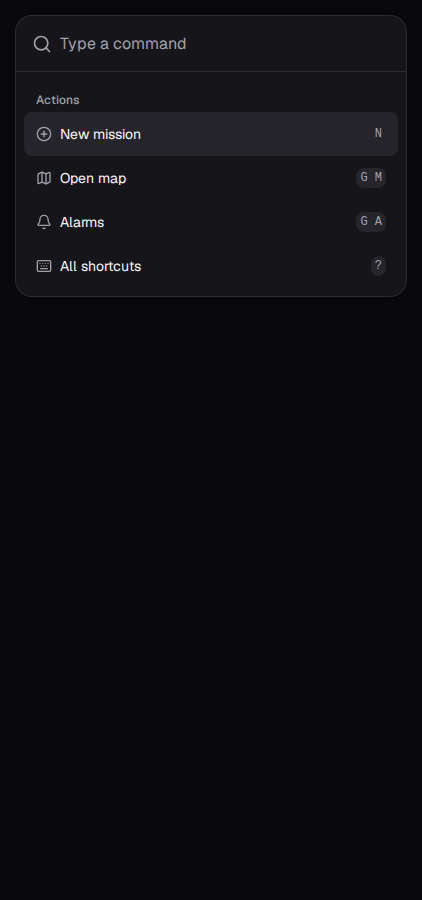 Type a command
Actions
New mission N
Open map G M
Alarms G A
All shortcuts ?